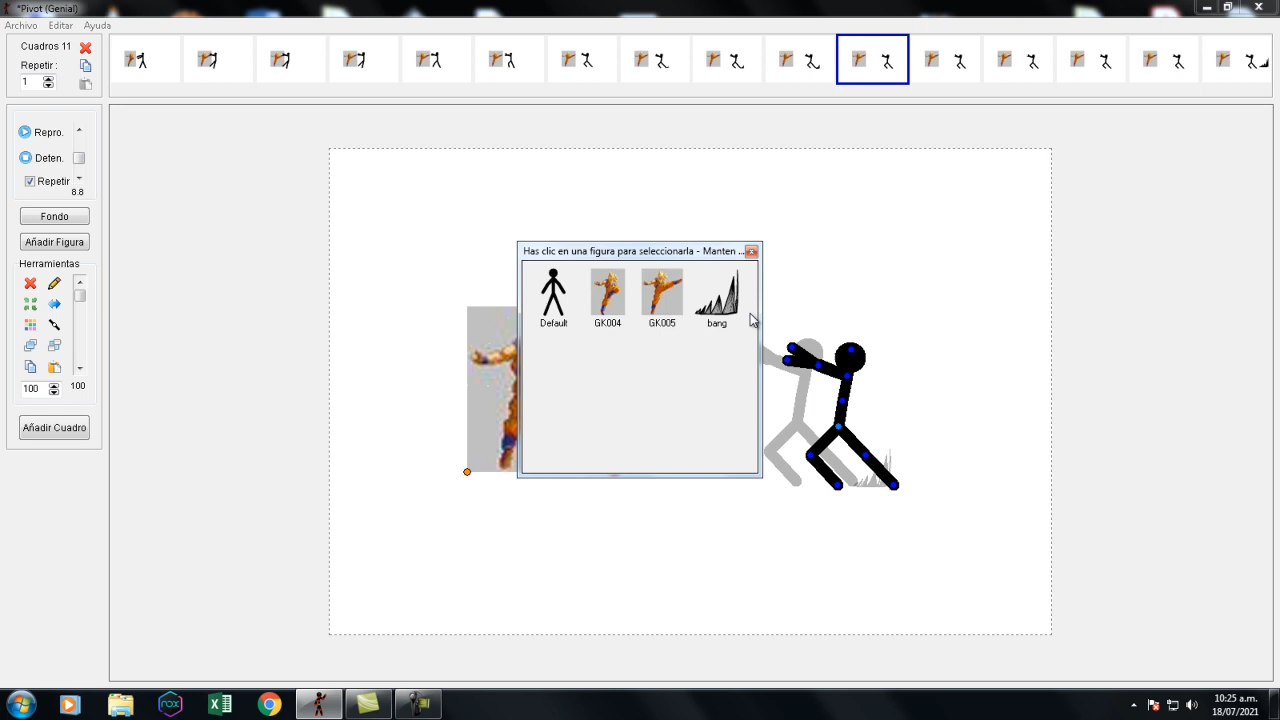 *Pivot (Genial)
Archivo Editar Ayuda
Cuadros 11
Repetir :
1
Repro.
Deten.
Repetir
8.8
Fondo
Añadir Figura
Herramientas
100 100
Añadir Cuadro
Has clic en una figura para seleccionarla - Manten ...
Default GK004 GK005 bang
nox
10:25 a.m.
18/07/2021